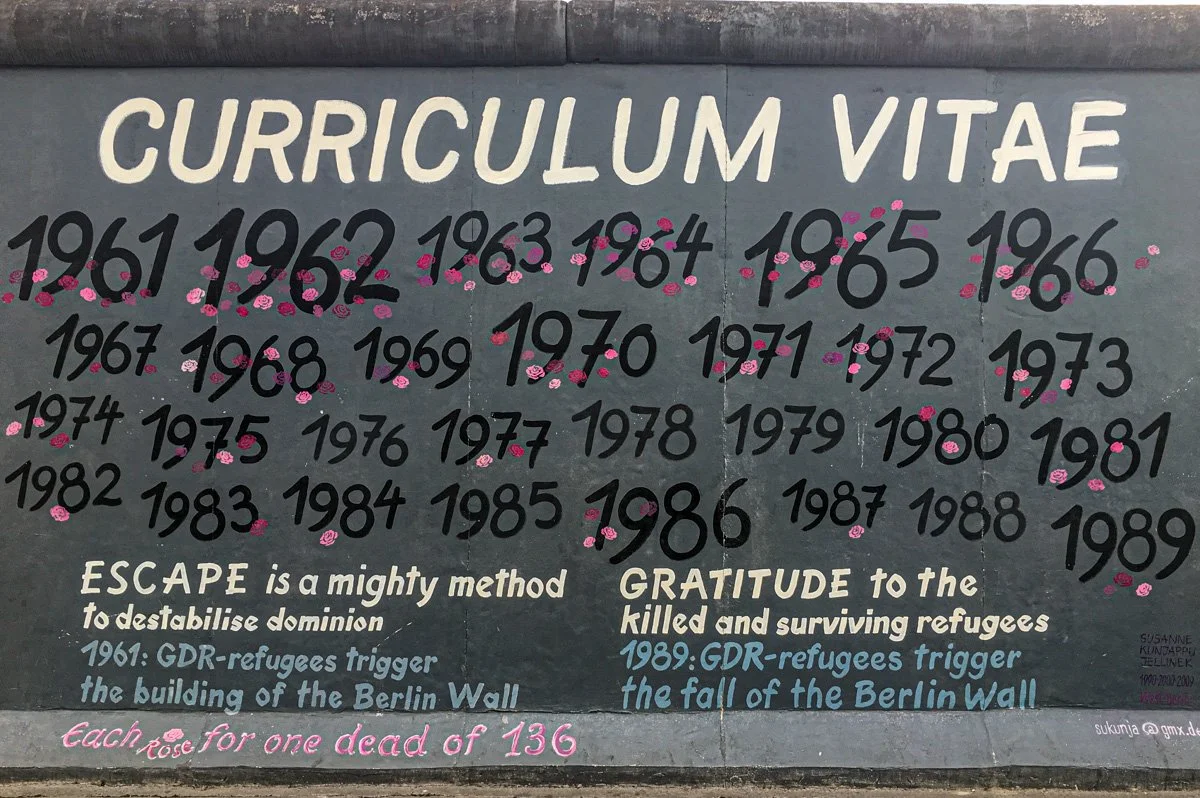 CURRICULUM VITAE
1961 1962 1963 1964 1965 1966
1967 1968 1969 1970 1971 1972 1973
1974 1975 1976 1977 1978 1979 1980 1981
1982 1983 1984 1985 1986 1987 1988 1989
ESCAPE is a mighty method
to destabilise dominion
1961: GDR-refugees trigger
the building of the Berlin Wall
GRATITUDE to the
killed and surviving refugees
1989: GDR-refugees trigger
the fall of the Berlin Wall
SUSANNE
KUNJAPPU
JELLINEK
1990·2000·2009
Each Rose for one dead of 136
sukunja@gmx.de